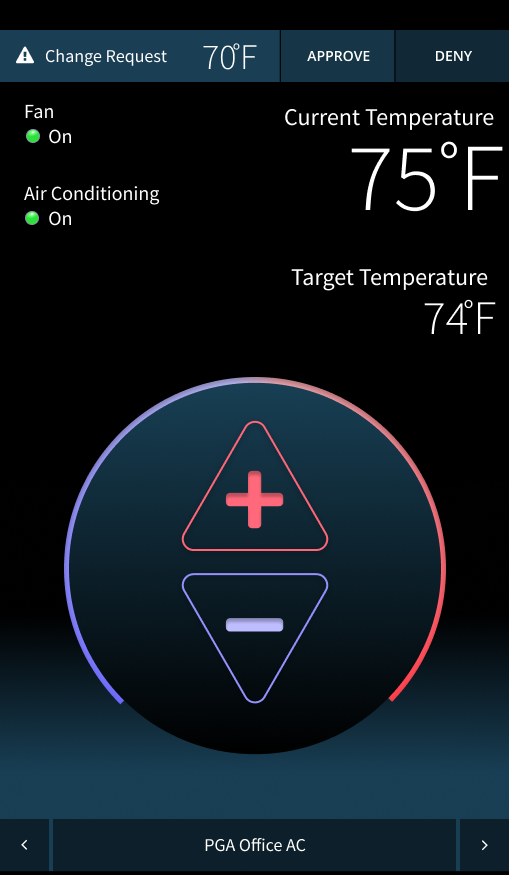 Change Request 70°F APPROVE DENY
Fan
On
Current Temperature
75°F
Air Conditioning
On
Target Temperature
74°F
PGA Office AC